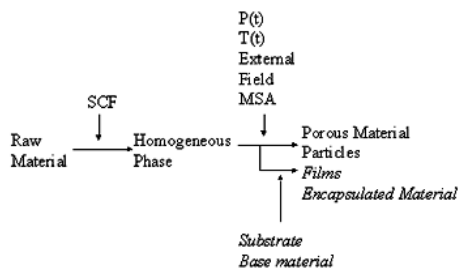 P(t)
T(t)
External
Field
MSA
SCF
Raw
Material
Homogeneous
Phase
Porous Material
Particles
Films
Encapsulated Material
Substrate
Base material